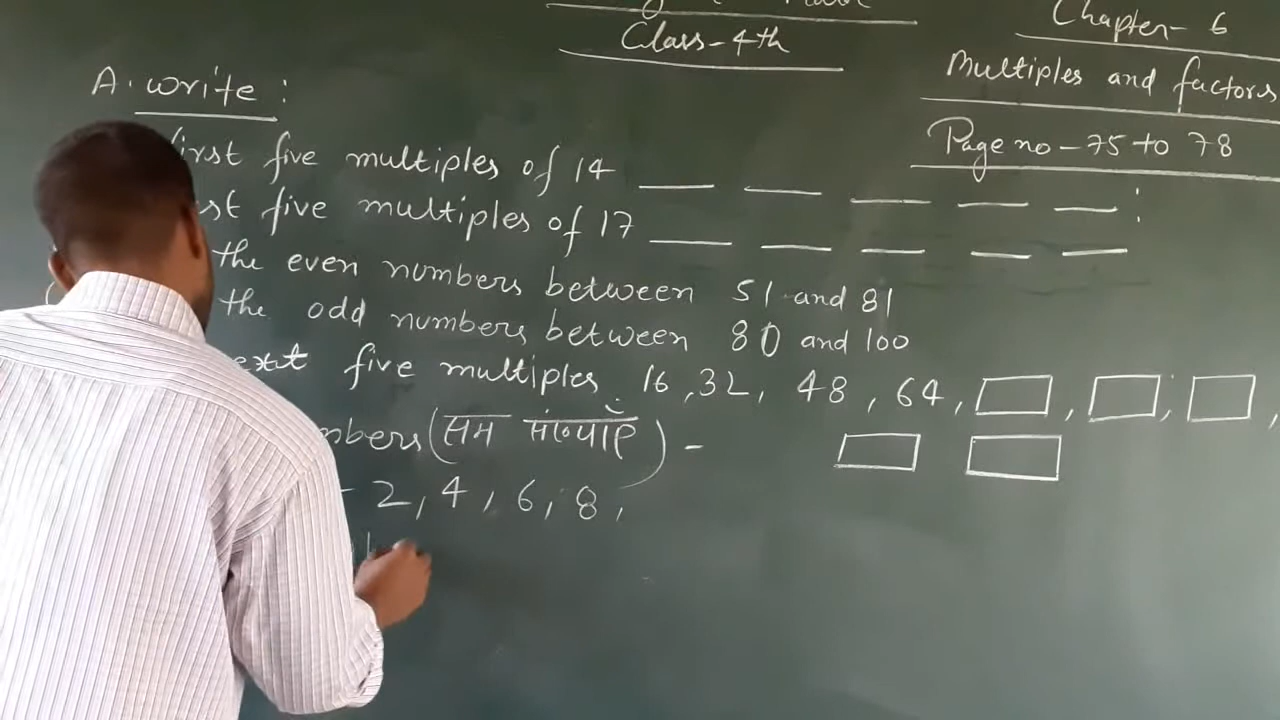 Class-4th
Chapter- 6
Multiples and factors
Page no - 75 to 78
A. write :
first five multiples of 14 ___ ___ ___ ___ ___ :
five multiples of 17 ___ ___ ___ ___ ___
the even numbers between 51 and 81
the odd numbers between 80 and 100
five multiples 16, 32, 48, 64,
(सम संख्याएँ) -
2, 4, 6, 8,